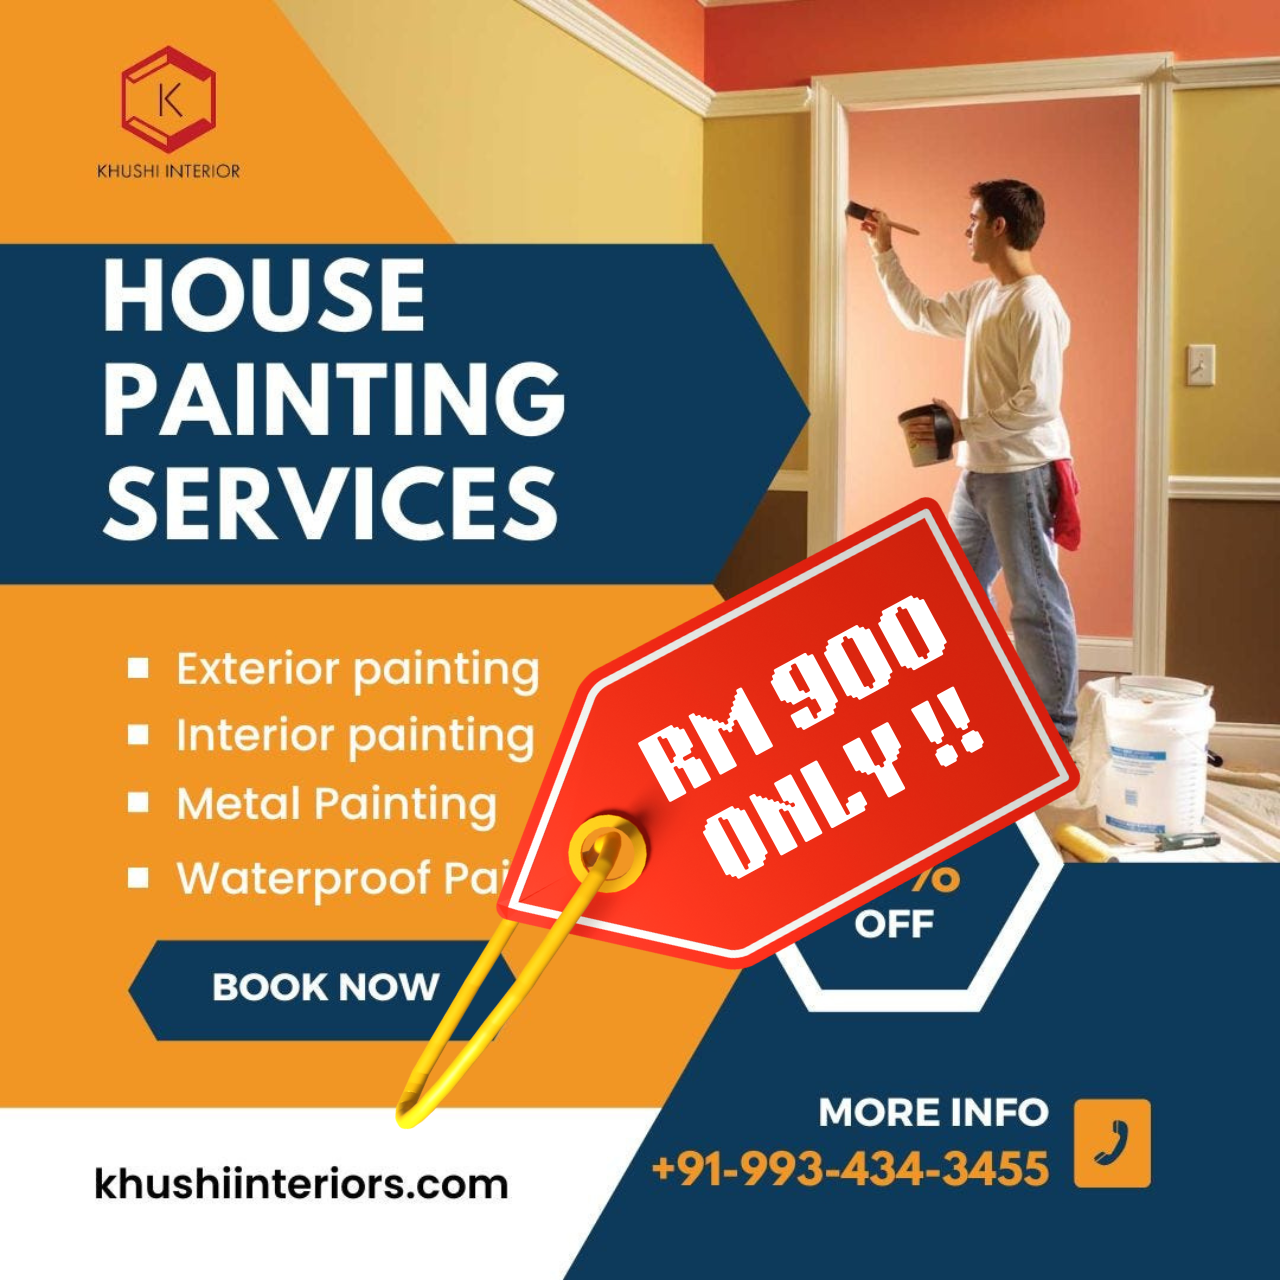 K
KHUSHI INTERIOR
HOUSE
PAINTING
SERVICES
Exterior painting
Interior painting
Metal Painting
Waterproof
RM 900
ONLY !!
%
OFF
BOOK NOW
MORE INFO
+91-993-434-3455
khushiinteriors.com